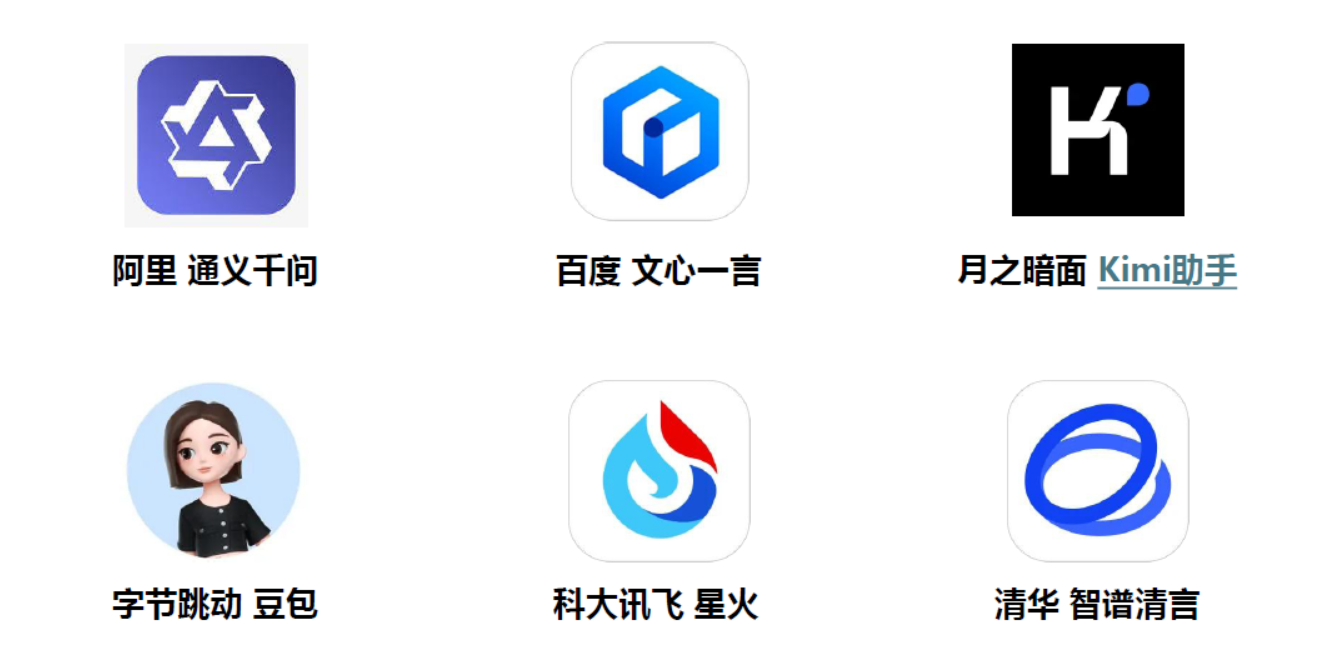 阿里 通义千问
百度 文心一言
月之暗面 Kimi助手
字节跳动 豆包
科大讯飞 星火
清华 智谱清言